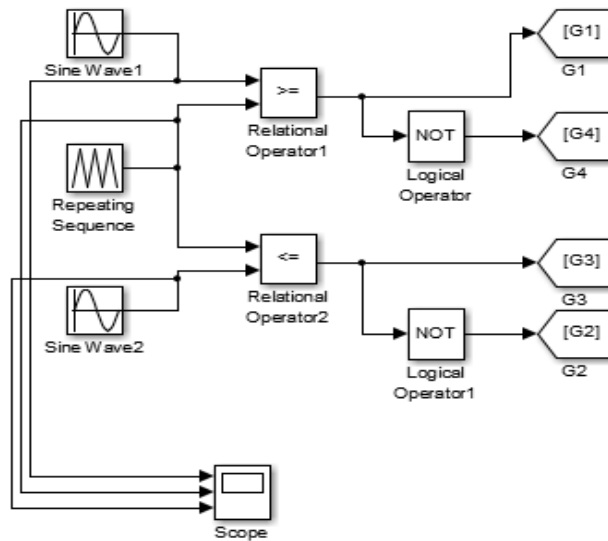 [G1]
Sine Wave1
G1
>=
Relational
Operator1
NOT
[G4]
Logical
Operator
G4
Repeating
Sequence
<=
[G3]
Relational
Operator2
G3
Sine Wave2
NOT
[G2]
Logical
Operator1
G2
Scope